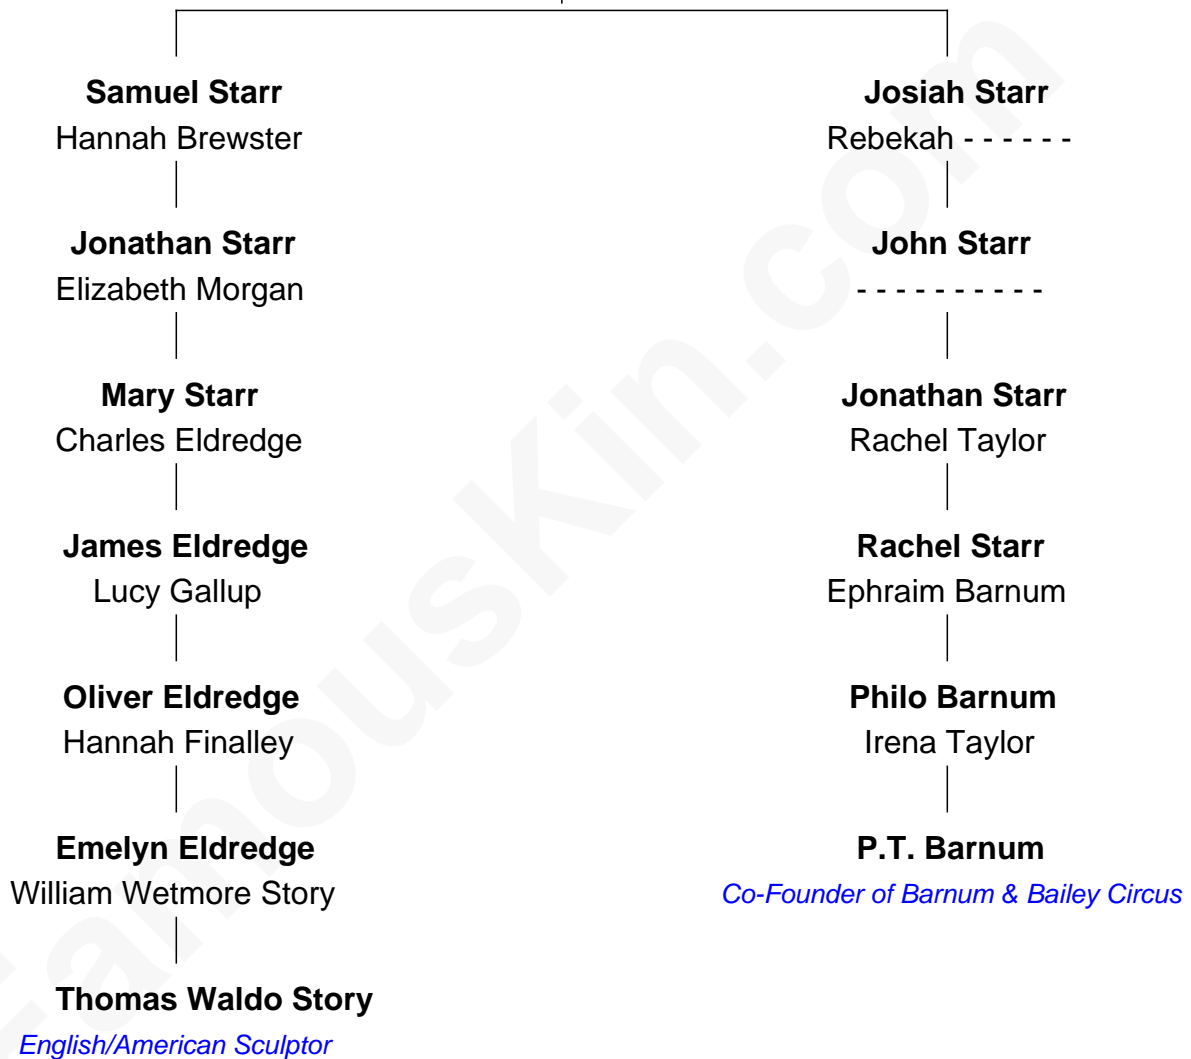 Samuel Starr
Hannah Brewster
Jonathan Starr
Elizabeth Morgan
Mary Starr
Charles Eldredge
James Eldredge
Lucy Gallup
Oliver Eldredge
Hannah Finalley
Emelyn Eldredge
William Wetmore Story
Thomas Waldo Story
English/American Sculptor
Josiah Starr
Rebekah - - - - - -
John Starr
- - - - - - - - - -
Jonathan Starr
Rachel Taylor
Rachel Starr
Ephraim Barnum
Philo Barnum
Irena Taylor
P.T. Barnum
Co-Founder of Barnum & Bailey Circus
FamousKin.com